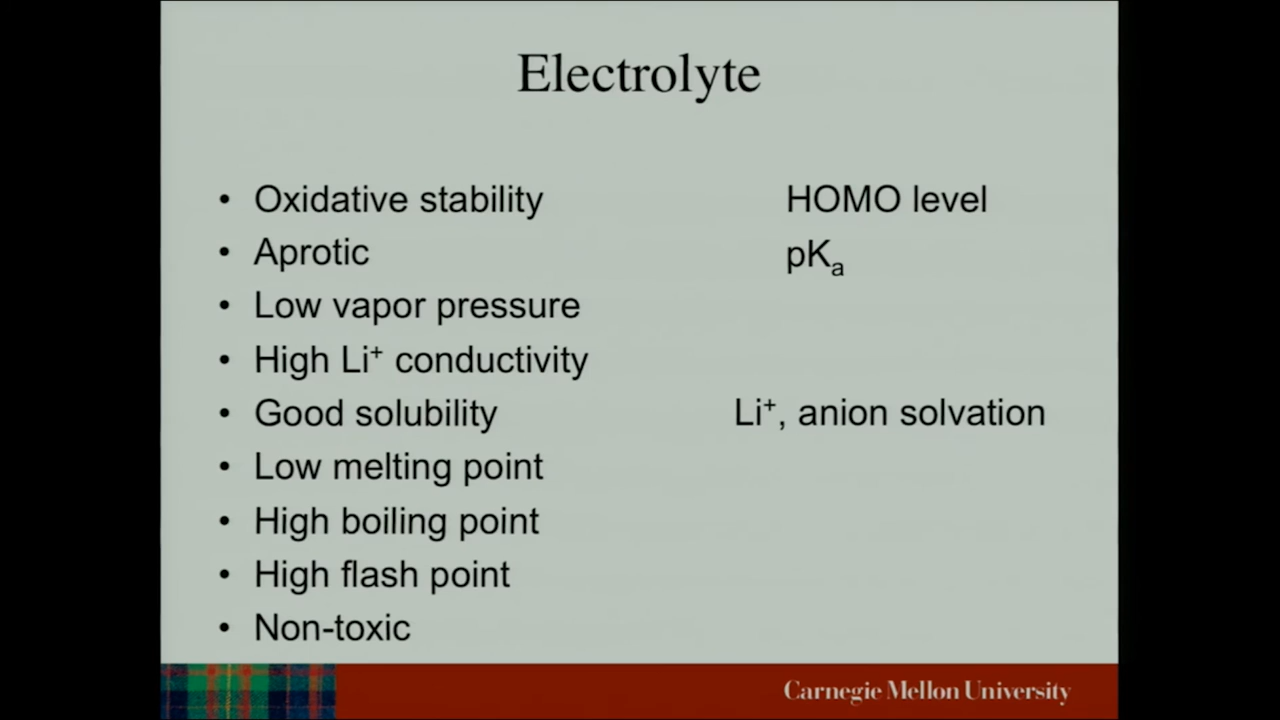 Electrolyte
• Oxidative stability HOMO level
• Aprotic pKₐ
• Low vapor pressure
• High Li⁺ conductivity
• Good solubility Li⁺, anion solvation
• Low melting point
• High boiling point
• High flash point
• Non-toxic
Carnegie Mellon University